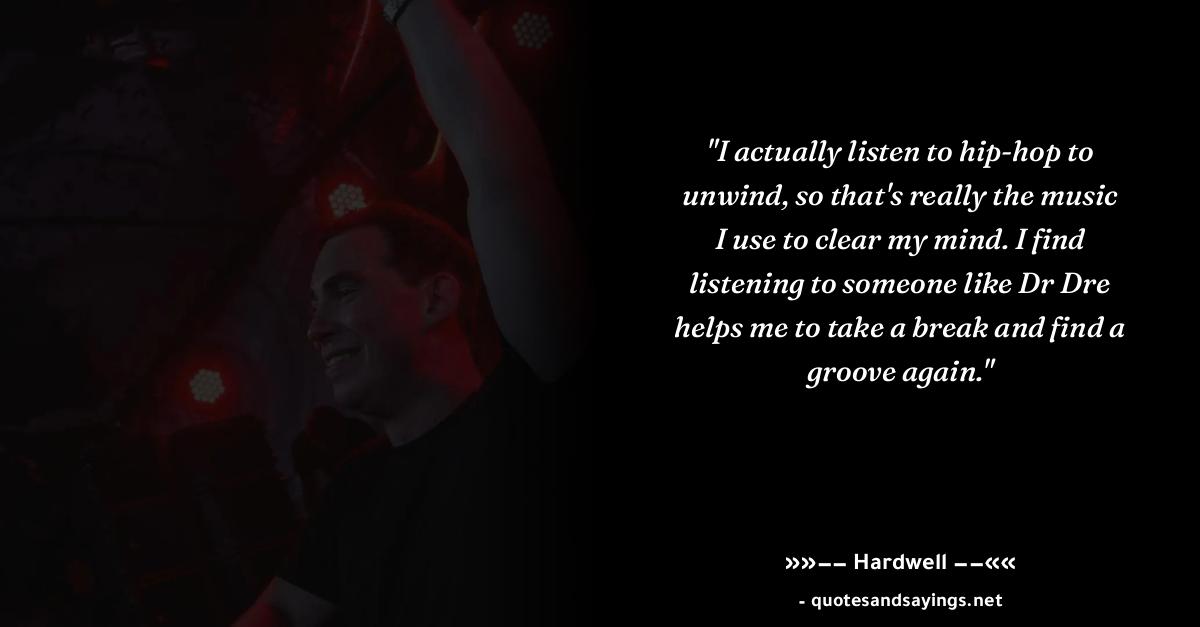 "I actually listen to hip-hop to
unwind, so that's really the music
I use to clear my mind. I find
listening to someone like Dr Dre
helps me to take a break and find a
groove again."
»»−− Hardwell −−««
- quotesandsayings.net